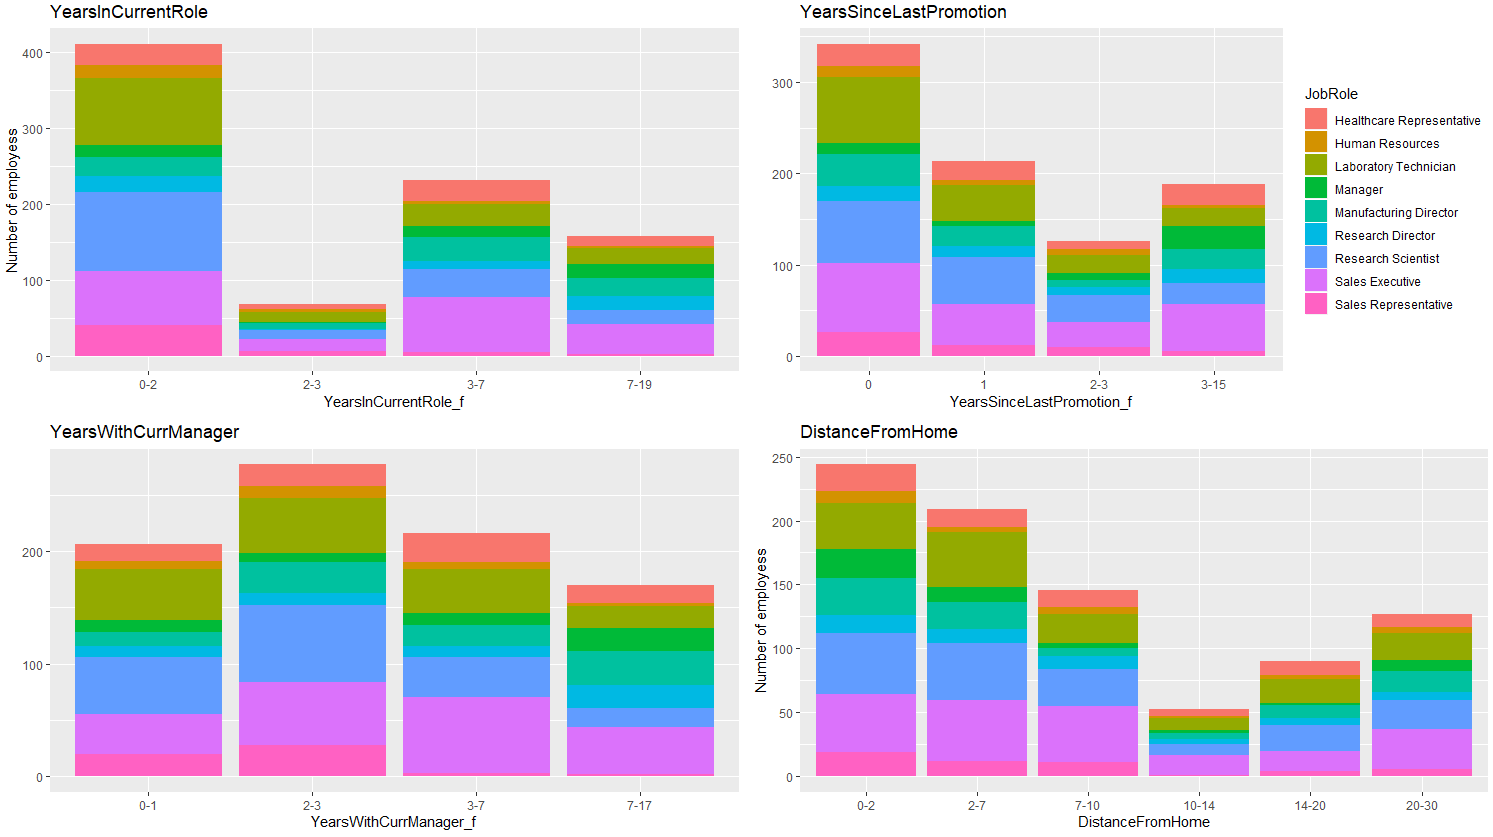 YearsInCurrentRole
Number of employess
400
300
200
100
0
0-2 2-3 3-7 7-19
YearsInCurrentRole_f
YearsSinceLastPromotion
300
200
100
0
0 1 2-3 3-15
YearsSinceLastPromotion_f
JobRole
Healthcare Representative
Human Resources
Laboratory Technician
Manager
Manufacturing Director
Research Director
Research Scientist
Sales Executive
Sales Representative
YearsWithCurrManager
200
100
0
0-1 2-3 3-7 7-17
YearsWithCurrManager_f
DistanceFromHome
Number of employess
250
200
150
100
50
0
0-2 2-7 7-10 10-14 14-20 20-30
DistanceFromHome